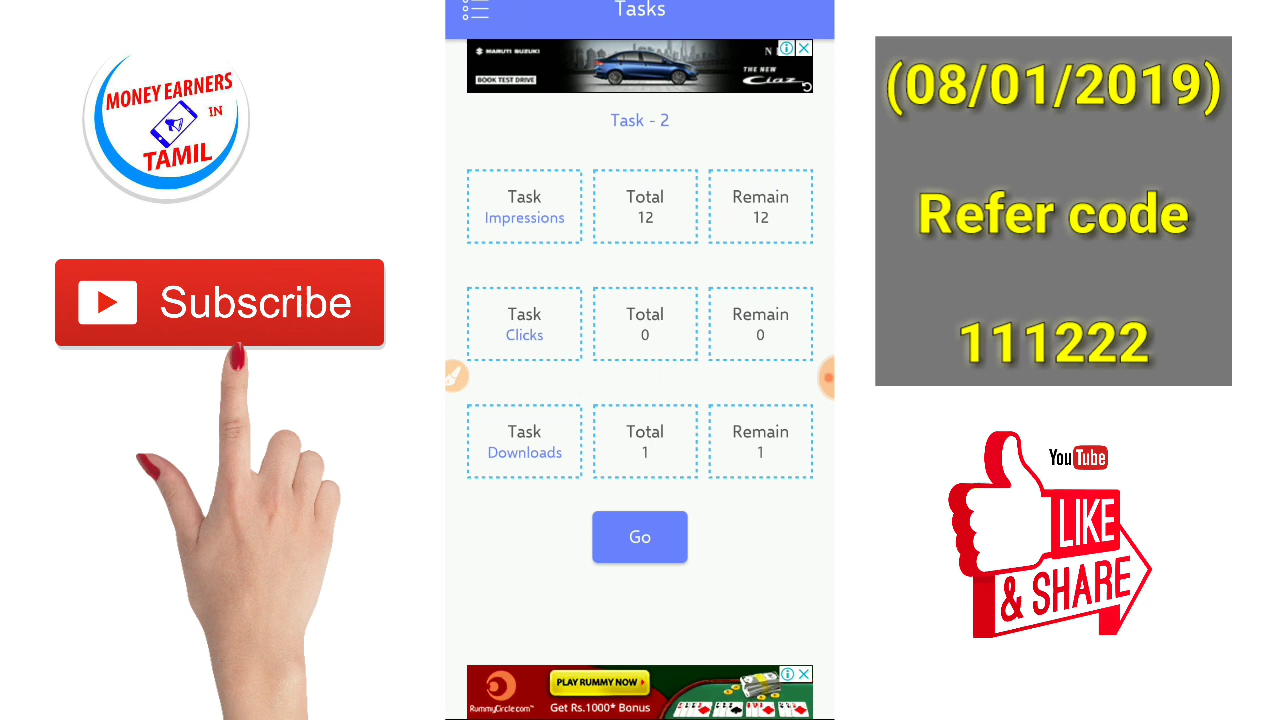 MONEY EARNERS
IN
TAMIL
Subscribe
Tasks
MARUTI SUZUKI
BOOK TEST DRIVE
THE NEW
Ciaz
Task - 2
Task
Impressions
Total
12
Remain
12
Task
Clicks
Total
0
Remain
0
Task
Downloads
Total
1
Remain
1
Go
RummyCircle.com
PLAY RUMMY NOW
Get Rs.1000* Bonus
(08/01/2019)
Refer code
111222
YouTube
LIKE
& SHARE